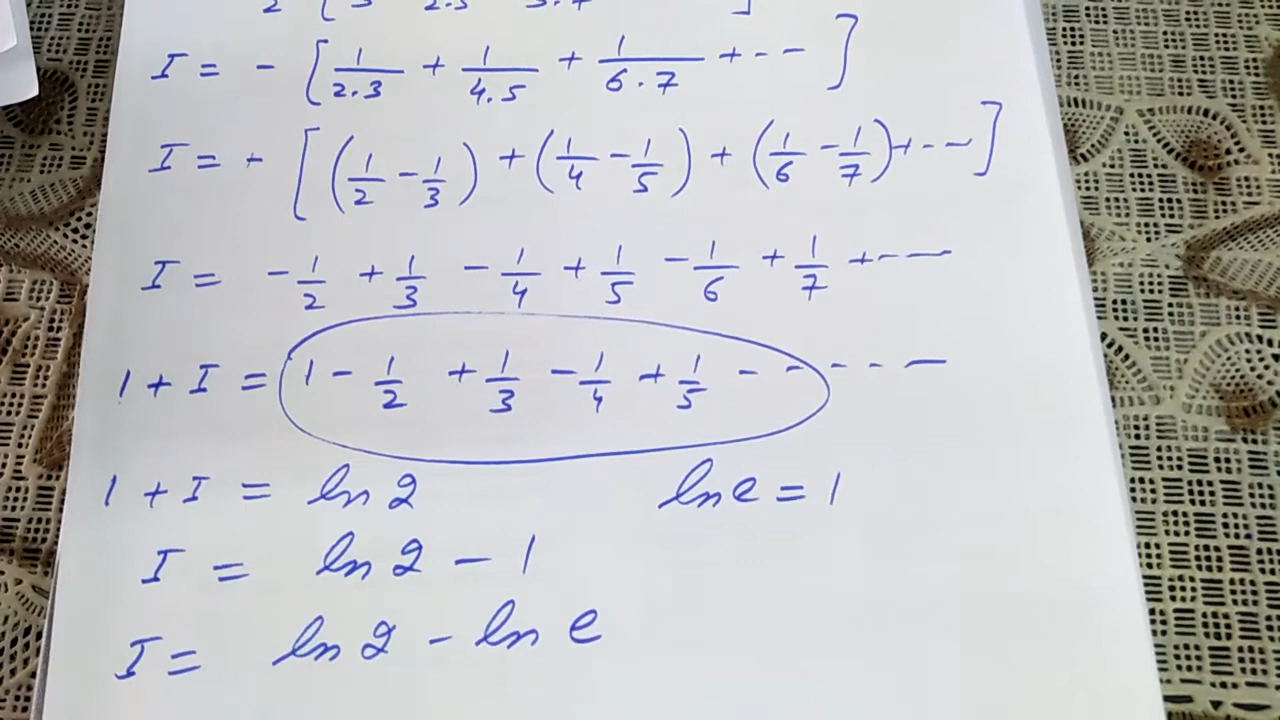 I = - [ 1/2.3 + 1/4.5 + 1/6.7 + -- ]
I = - [ (1/2 - 1/3) + (1/4 - 1/5) + (1/6 - 1/7) + --- ]
I = - 1/2 + 1/3 - 1/4 + 1/5 - 1/6 + 1/7 + ---
1 + I = 1 - 1/2 + 1/3 - 1/4 + 1/5 - - - - -
1 + I = ln 2 ln e = 1
I = ln 2 - 1
I = ln 2 - ln e